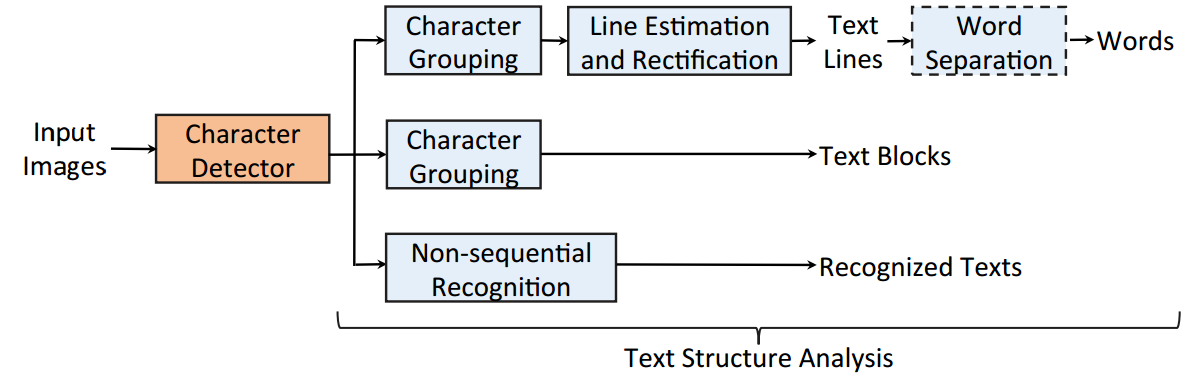 Input
Images
Character
Detector
Character
Grouping
Line Estimation
and Rectification
Text
Lines
Word
Separation
Words
Character
Grouping
Text Blocks
Non-sequential
Recognition
Recognized Texts
Text Structure Analysis